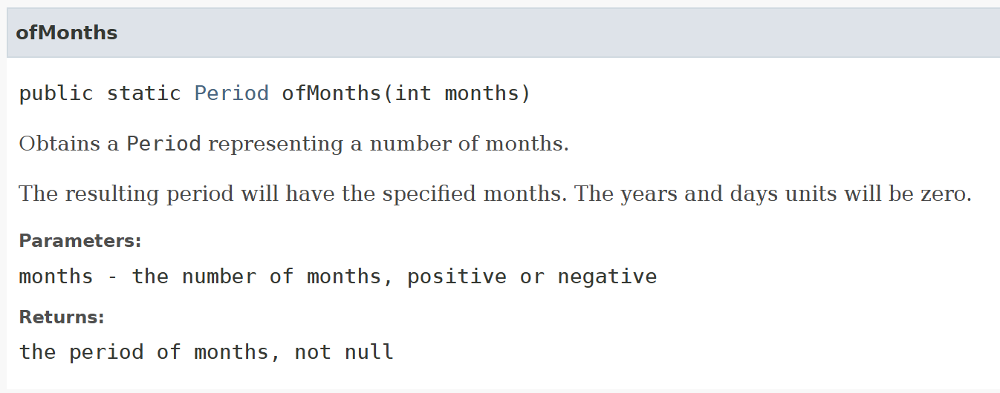 ofMonths
public static Period ofMonths(int months)
Obtains a Period representing a number of months.
The resulting period will have the specified months. The years and days units will be zero.
Parameters:
months - the number of months, positive or negative
Returns:
the period of months, not null